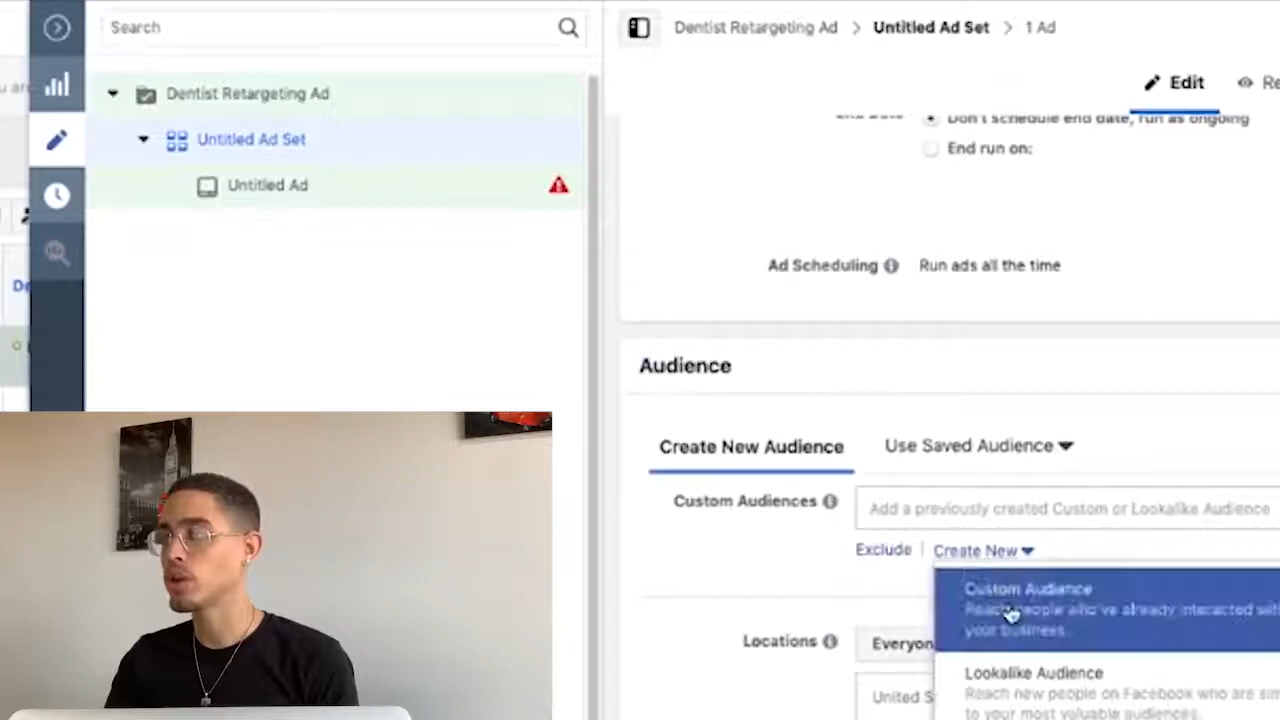 Search
Dentist Retargeting Ad
Untitled Ad Set
Untitled Ad
Dentist Retargeting Ad
Untitled Ad Set
1 Ad
Edit
Don't schedule end date, run as ongoing
End run on:
Ad Scheduling
Run ads all the time
Audience
Create New Audience
Use Saved Audience
Custom Audiences
Add a previously created Custom or Lookalike Audience
Exclude
Create New
Custom Audience
Reach people who've already interacted
your business.
Locations
Lookalike Audience
Reach new people on Facebook who are
to your most valuable audiences.
United